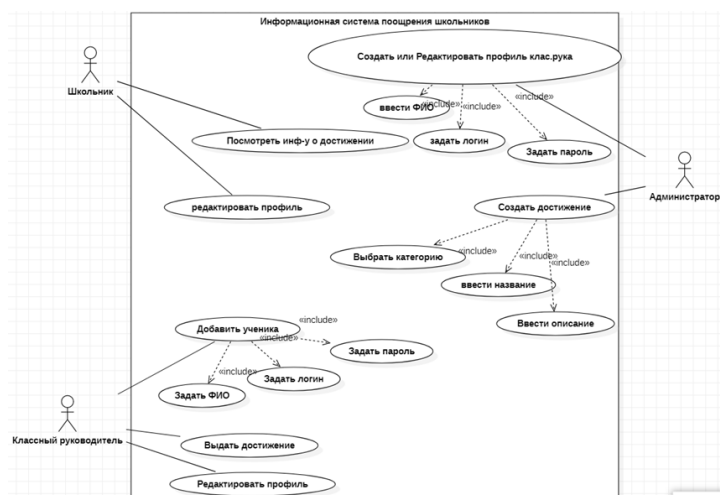 Информационная система поощрения школьников
Создать или Редактировать профиль клас.рука
Школьник
ввести ФИО
«include»
«include»
«include»
Посмотреть инф-у о достижении
задать логин
Задать пароль
Администратор
редактировать профиль
Создать достижение
Выбрать категорию
«include»
«include»
«include»
ввести название
Ввести описание
Добавить ученика
«include»
«include»
Задать пароль
«include»
Задать логин
Задать ФИО
Классный руководитель
Выдать достижение
Редактировать профиль